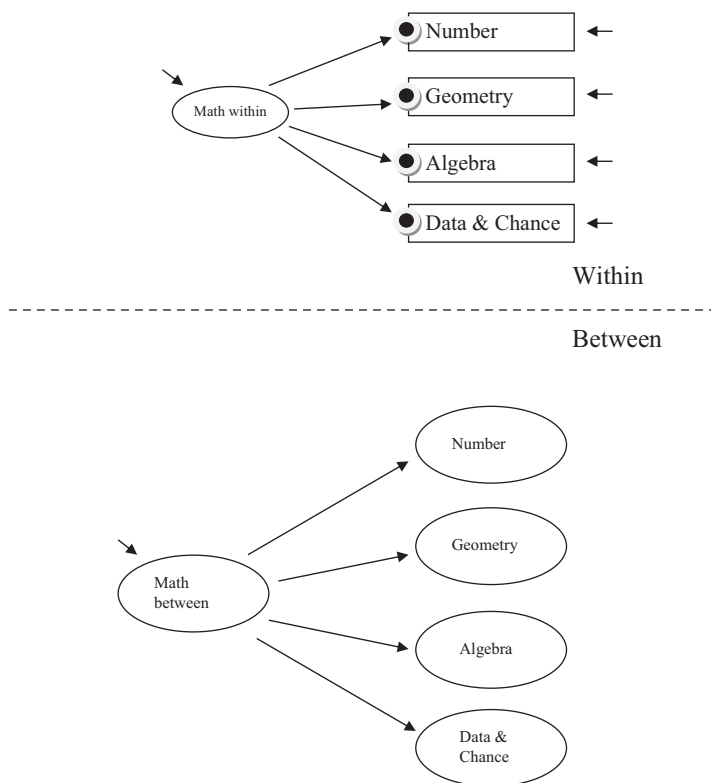 Number
Math within
Geometry
Algebra
Data & Chance
Within
Between
Number
Geometry
Math
between
Algebra
Data &
Chance